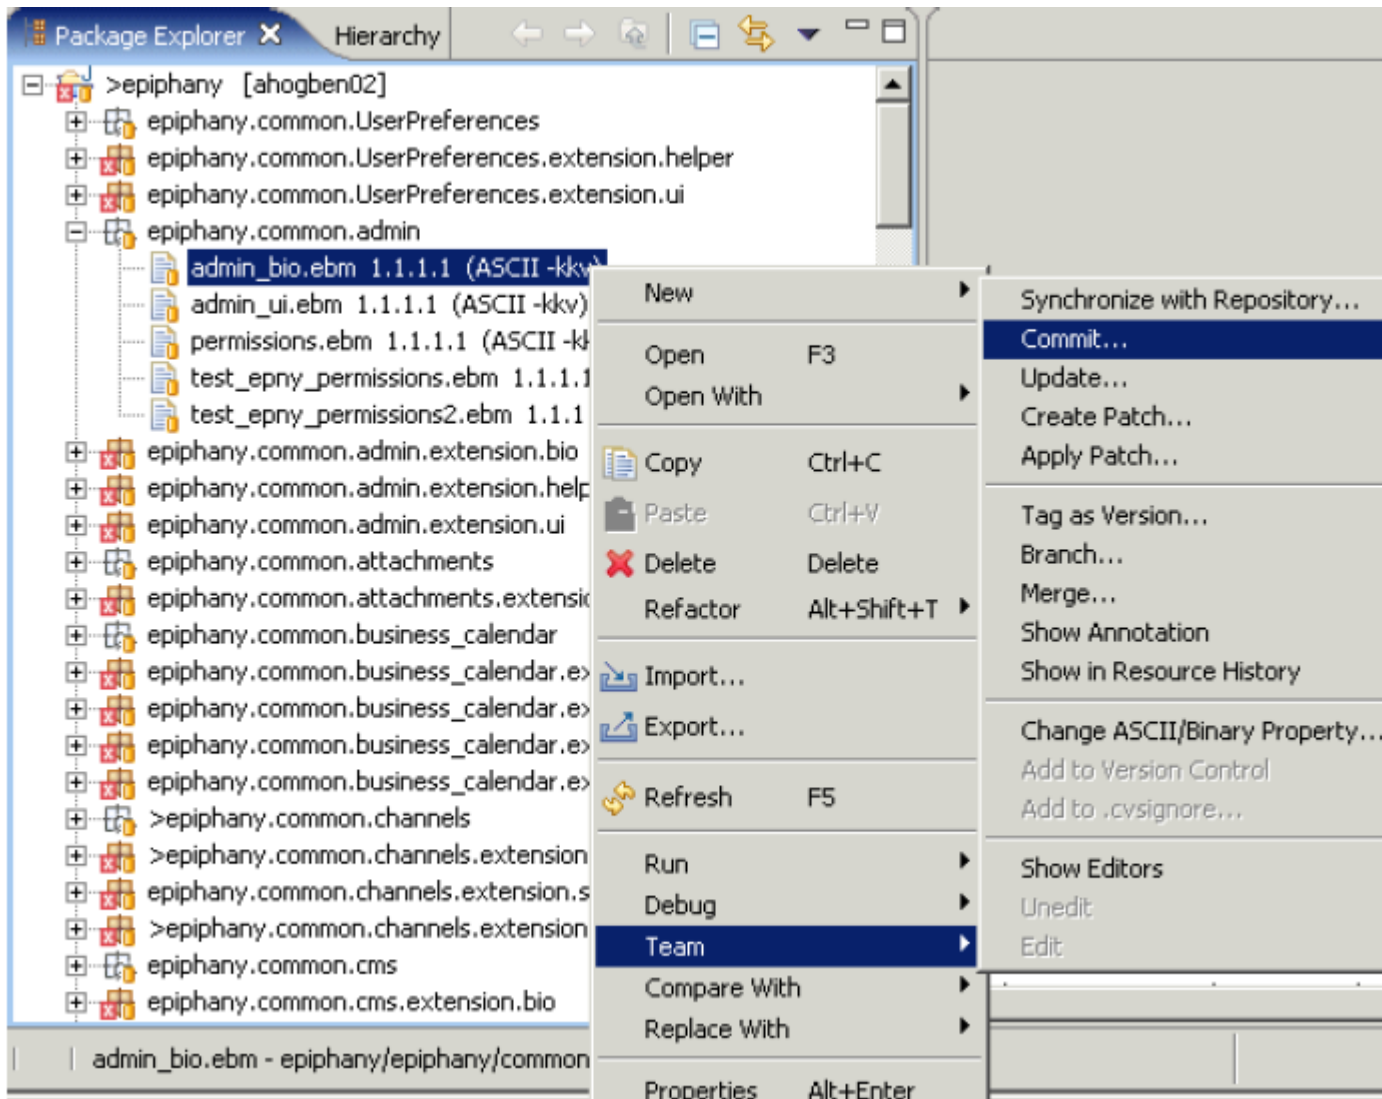 Package Explorer
Hierarchy
>epiphany [ahogben02]
epiphany.common.UserPreferences
epiphany.common.UserPreferences.extension.helper
epiphany.common.UserPreferences.extension.ui
epiphany.common.admin
admin_bio.ebm 1.1.1.1 (ASCII -kkv)
admin_ui.ebm 1.1.1.1 (ASCII -kkv)
permissions.ebm 1.1.1.1 (ASCII -kk
test_epny_permissions.ebm 1.1.1.1
test_epny_permissions2.ebm 1.1.1
epiphany.common.admin.extension.bio
epiphany.common.admin.extension.help
epiphany.common.admin.extension.ui
epiphany.common.attachments
epiphany.common.attachments.extensio
epiphany.common.business_calendar
epiphany.common.business_calendar.ex
epiphany.common.business_calendar.ex
epiphany.common.business_calendar.ex
epiphany.common.business_calendar.ex
>epiphany.common.channels
>epiphany.common.channels.extension
epiphany.common.channels.extension.s
>epiphany.common.channels.extension
epiphany.common.cms
epiphany.common.cms.extension.bio
admin_bio.ebm - epiphany/epiphany/common
New
Open F3
Open With
Copy Ctrl+C
Paste Ctrl+V
Delete Delete
Refactor Alt+Shift+T
Import...
Export...
Refresh F5
Run
Debug
Team
Compare With
Replace With
Properties Alt+Enter
Synchronize with Repository...
Commit...
Update...
Create Patch...
Apply Patch...
Tag as Version...
Branch...
Merge...
Show Annotation
Show in Resource History
Change ASCII/Binary Property...
Add to Version Control
Add to .cvsignore...
Show Editors
Unedit
Edit